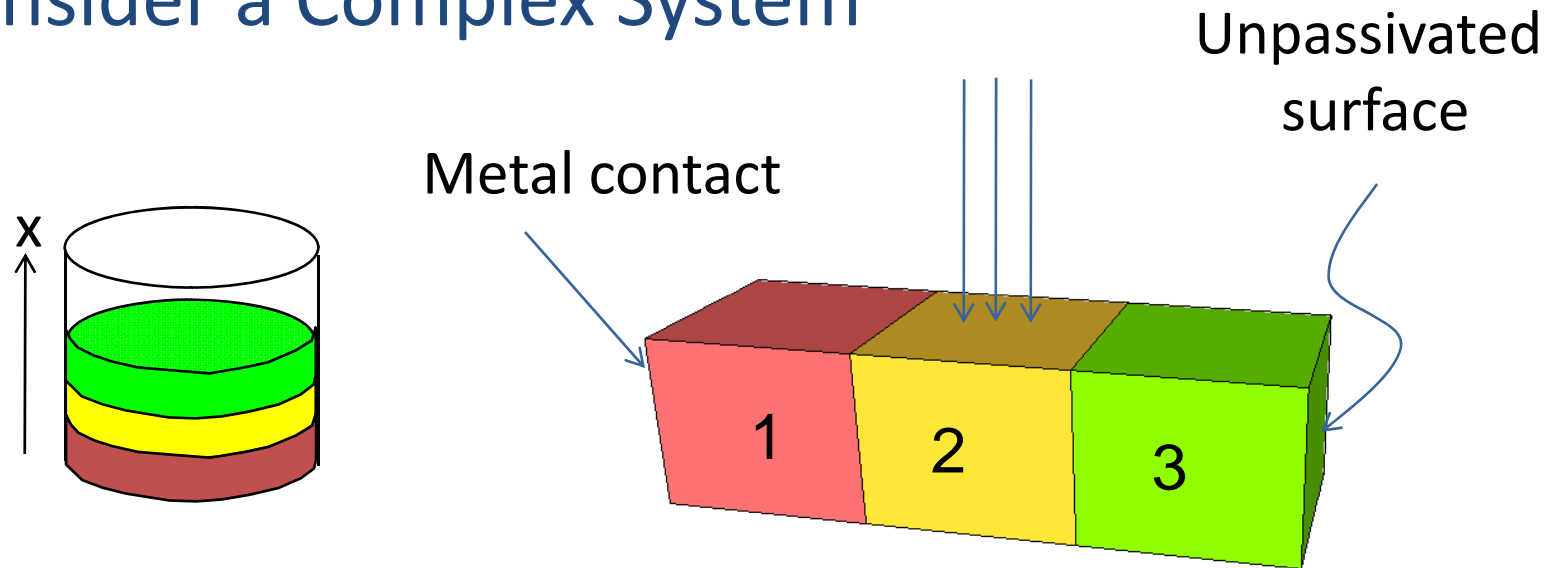 nsider a Complex System
Unpassivated
surface
Metal contact
x
1
2
3